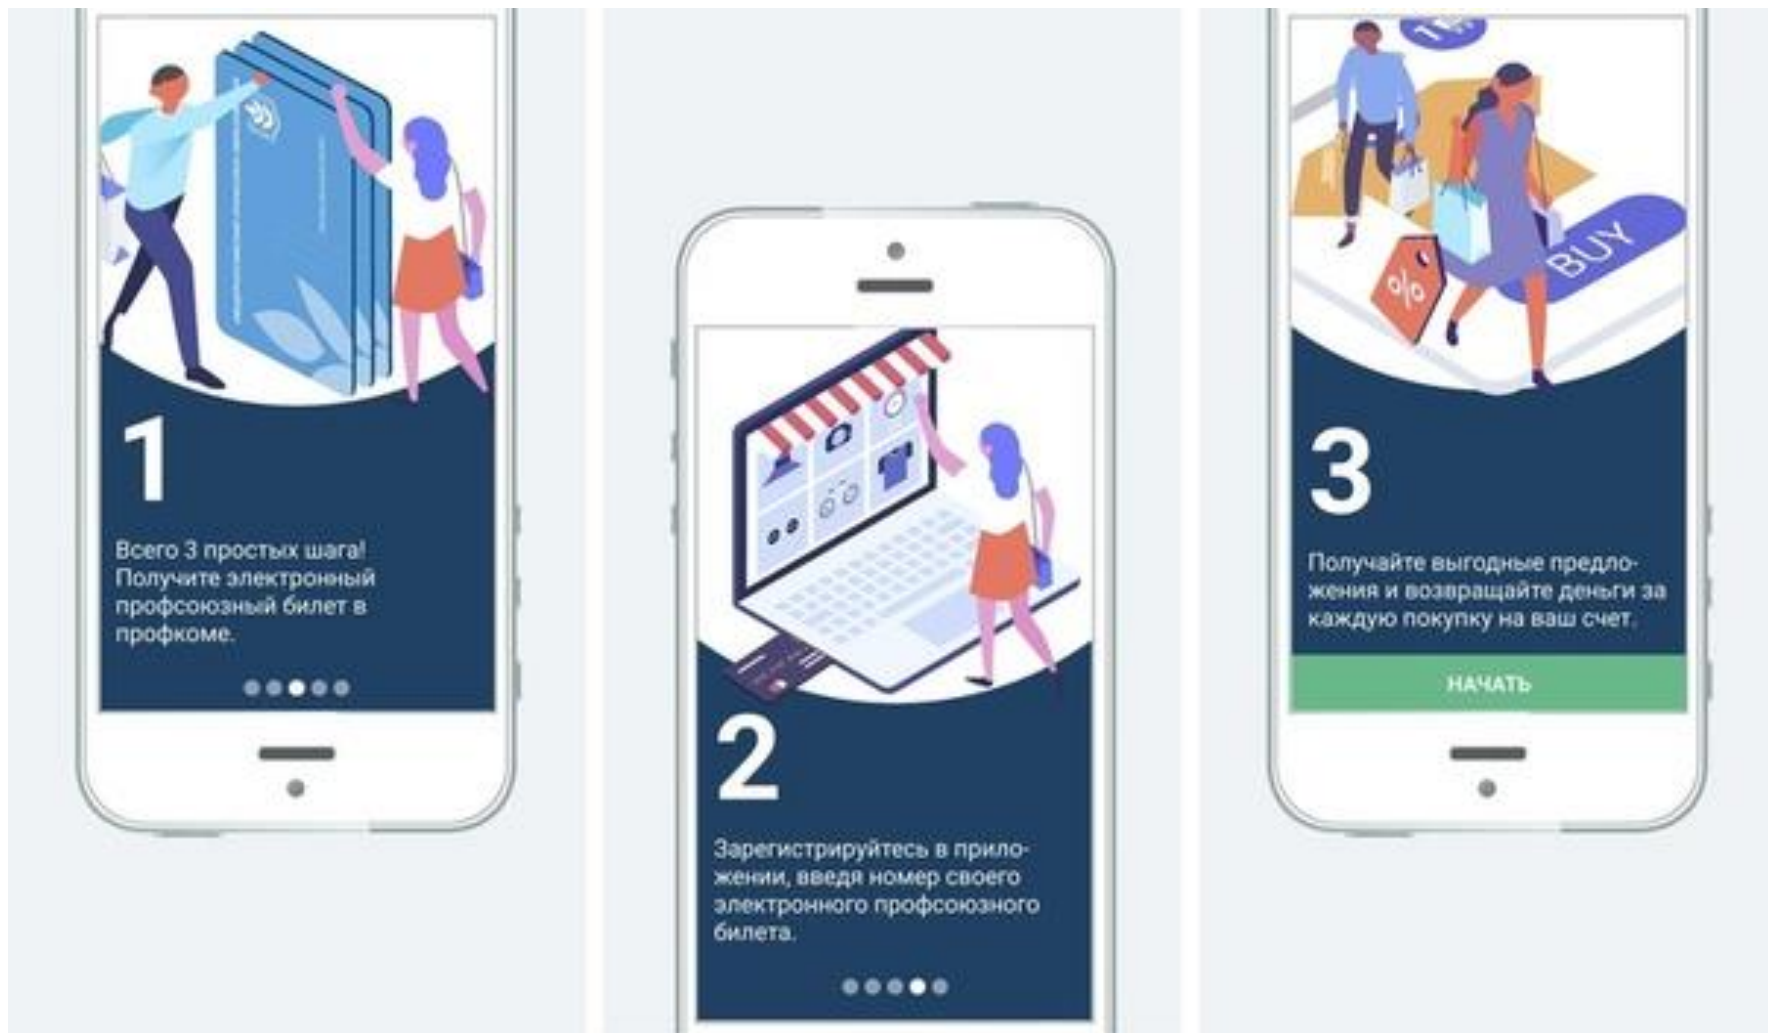 1
Всего 3 простых шага!
Получите электронный
профсоюзный билет в
профкоме.
2
Зарегистрируйтесь в прило-
жении, введя номер своего
электронного профсоюзного
билета.
BUY
%
3
Получайте выгодные предло-
жения и возвращайте деньги за
каждую покупку на ваш счет.
НАЧАТЬ